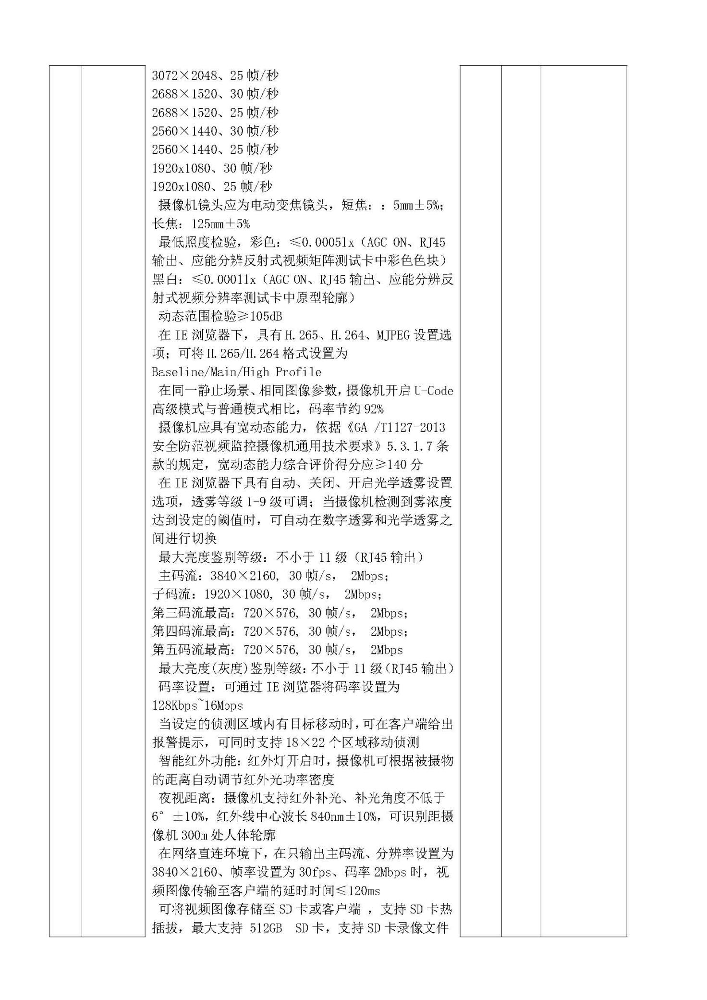 3072×2048、25 帧/秒
2688×1520、30 帧/秒
2688×1520、25 帧/秒
2560×1440、30 帧/秒
2560×1440、25 帧/秒
1920x1080、30 帧/秒
1920x1080、25 帧/秒
摄像机镜头应为电动变焦镜头，短焦：：5mm±5%；
长焦：125mm±5%
最低照度检验，彩色：≤0.0005lx（AGC ON、RJ45
输出、应能分辨反射式视频矩阵测试卡中彩色色块）
黑白：≤0.0001lx（AGC ON、RJ45 输出、应能分辨反
射式视频分辨率测试卡中原型轮廓）
动态范围检验≥105dB
在 IE 浏览器下，具有 H.265、H.264、MJPEG 设置选
项；可将 H.265/H.264 格式设置为
Baseline/Main/High Profile
在同一静止场景、相同图像参数，摄像机开启 U-Code
高级模式与普通模式相比，码率节约 92%
摄像机应具有宽动态能力，依据《GA /T1127-2013
安全防范视频监控摄像机通用技术要求》5.3.1.7 条
款的规定，宽动态能力综合评价得分应≥140 分
在 IE 浏览器下具有自动、关闭、开启光学透雾设置
选项，透雾等级 1-9 级可调；当摄像机检测到雾浓度
达到设定的阈值时，可自动在数字透雾和光学透雾之
间进行切换
最大亮度鉴别等级：不小于 11 级（RJ45 输出）
主码流：3840×2160, 30 帧/s， 2Mbps；
子码流：1920×1080, 30 帧/s， 2Mbps；
第三码流最高：720×576, 30 帧/s， 2Mbps；
第四码流最高：720×576, 30 帧/s， 2Mbps；
第五码流最高：720×576, 30 帧/s， 2Mbps
最大亮度(灰度)鉴别等级：不小于 11 级（RJ45 输出）
码率设置：可通过 IE 浏览器将码率设置为
128Kbps~16Mbps
当设定的侦测区域内有目标移动时，可在客户端给出
报警提示，可同时支持 18×22 个区域移动侦测
智能红外功能：红外灯开启时，摄像机可根据被摄物
的距离自动调节红外光功率密度
夜视距离：摄像机支持红外补光、补光角度不低于
6° ±10%，红外线中心波长 840nm±10%，可识别距摄
像机 300m 处人体轮廓
在网络直连环境下，在只输出主码流、分辨率设置为
3840×2160、帧率设置为 30fps、码率 2Mbps 时，视
频图像传输至客户端的延时时间≤120ms
可将视频图像存储至 SD 卡或客户端 ，支持 SD 卡热
插拔，最大支持 512GB SD 卡，支持 SD 卡录像文件